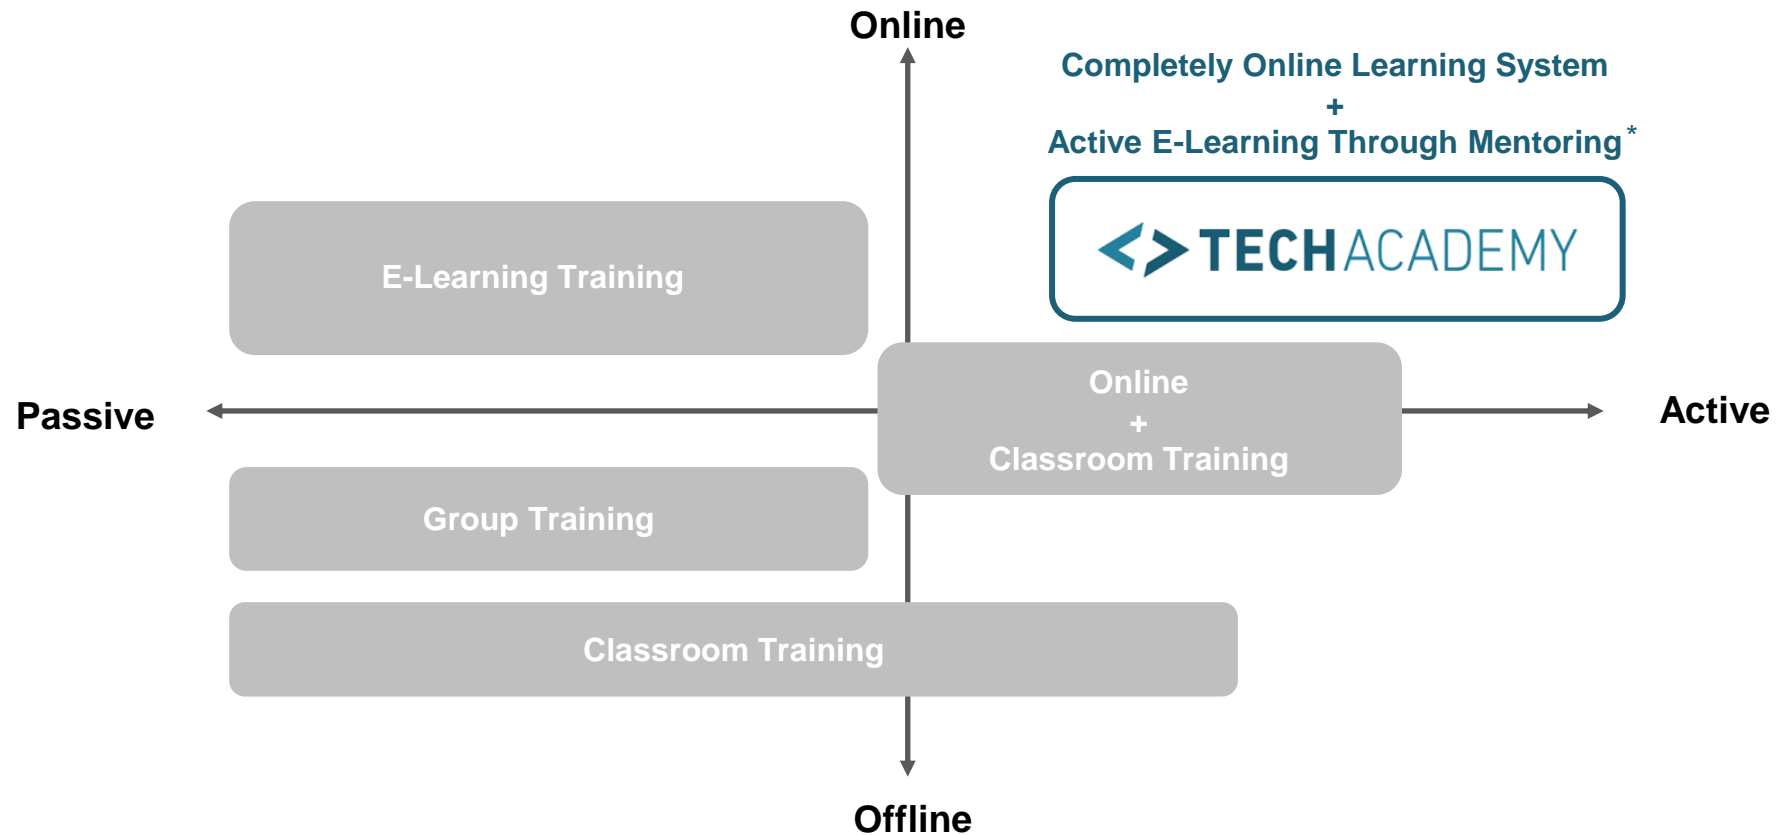 Online
Completely Online Learning System
+
Active E-Learning Through Mentoring*
<> TECHACADEMY
E-Learning Training
Online
+
Classroom Training
Passive
Active
Group Training
Classroom Training
Offline